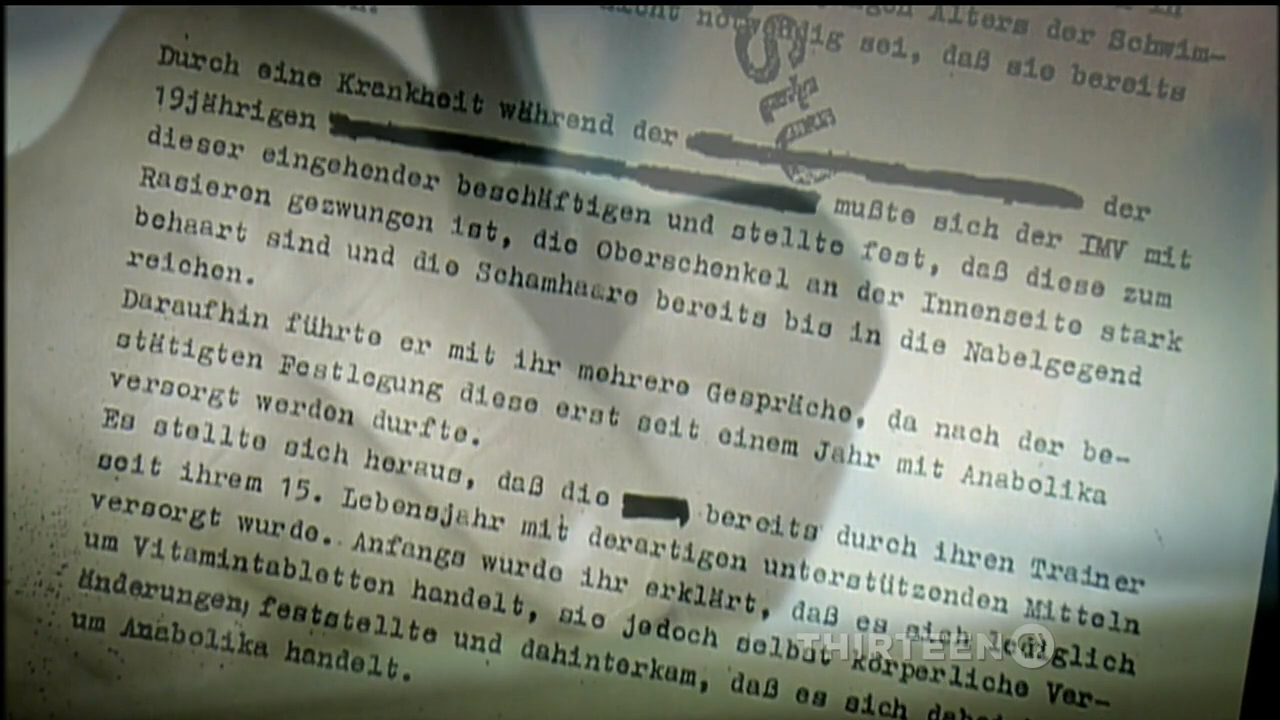 Alters der Schwim-
nicht notwendig sei, daß sie bereits
Durch eine Krankheit während der der
19jährigen mußte sich der IMV mit
dieser eingehender beschäftigen und stellte fest, daß diese zum
Rasieren gezwungen ist, die Oberschenkel an der Innenseite stark
behaart sind und die Schamhaare bereits bis in die Nabelgegend
reichen.
Daraufhin führte er mit ihr mehrere Gespräche, da nach der be-
stätigten Festlegung diese erst seit einem Jahr mit Anabolika
versorgt werden durfte.
Es stellte sich heraus, daß die bereits durch ihren Trainer
seit ihrem 15. Lebensjahr mit derartigen unterstützenden Mitteln
versorgt wurde. Anfangs wurde ihr erklärt, daß es sich lediglich
um Vitamintabletten handelt, sie jedoch selbst körperliche Ver-
änderungen, feststellte und dahinterkam, daß es sich dabei
um Anabolika handelt.
THIRTEEN